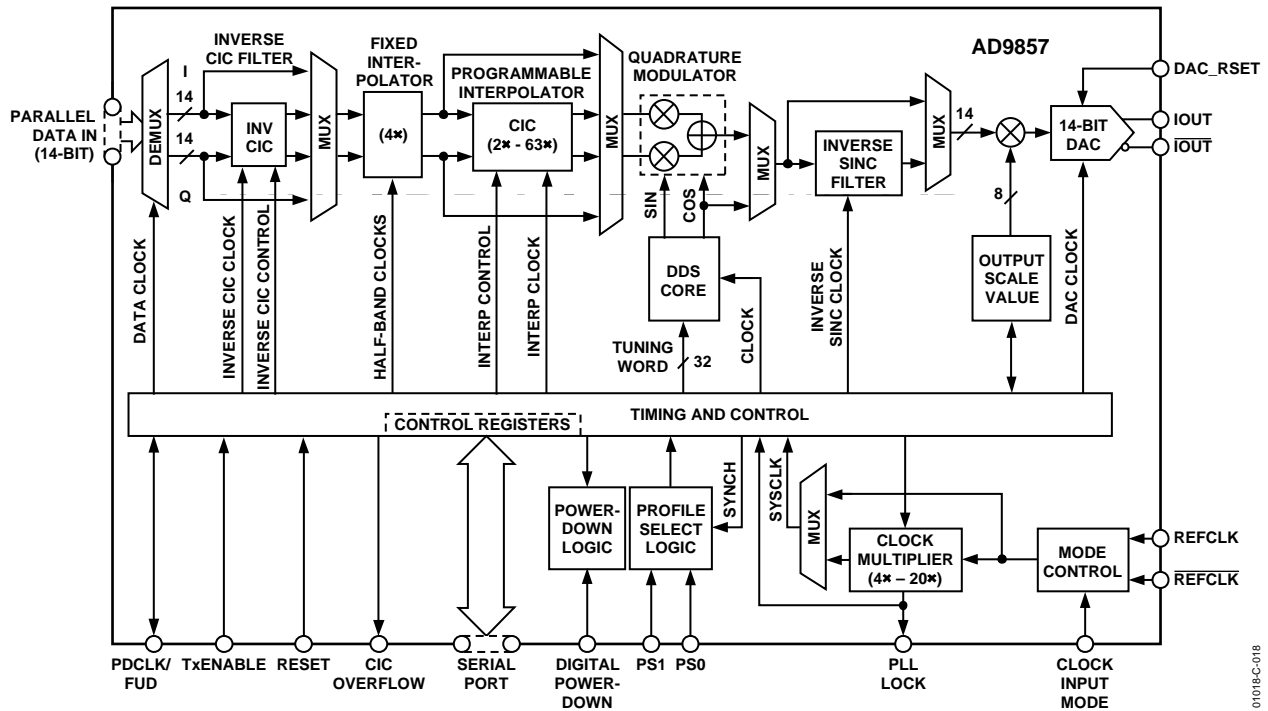 AD9857
INVERSE
CIC FILTER
FIXED
INTER-
POLATOR
PROGRAMMABLE
INTERPOLATOR
QUADRATURE
MODULATOR
PARALLEL
DATA IN
(14-BIT)
DEMUX
I
14
14
Q
INV
CIC
MUX
(4×)
CIC
(2× - 63×)
MUX
SIN
COS
MUX
INVERSE
SINC
FILTER
MUX
14
8
14-BIT
DAC
DAC_RSET
IOUT
IOUT
DATA CLOCK
INVERSE CIC CLOCK
INVERSE CIC CONTROL
HALF-BAND CLOCKS
INTERP CONTROL
INTERP CLOCK
DDS
CORE
TUNING
WORD
32
CLOCK
INVERSE
SINC CLOCK
OUTPUT
SCALE
VALUE
DAC CLOCK
TIMING AND CONTROL
CONTROL REGISTERS
POWER-
DOWN
LOGIC
PROFILE
SELECT
LOGIC
SYNCH
SYSCLK
MUX
CLOCK
MULTIPLIER
(4× – 20×)
MODE
CONTROL
REFCLK
REFCLK
PDCLK/
FUD
TxENABLE
RESET
CIC
OVERFLOW
SERIAL
PORT
DIGITAL
POWER-
DOWN
PS1
PS0
PLL
LOCK
CLOCK
INPUT
MODE
01018-C-018